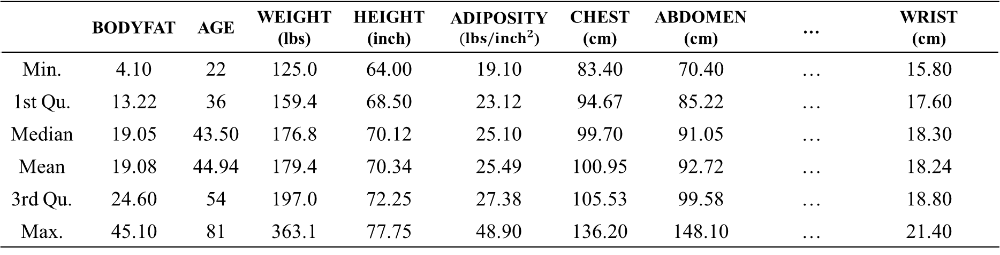 BODYFAT AGE WEIGHT (lbs) HEIGHT (inch) ADIPOSITY (lbs/inch²) CHEST (cm) ABDOMEN (cm) … WRIST (cm)
Min. 4.10 22 125.0 64.00 19.10 83.40 70.40 … 15.80
1st Qu. 13.22 36 159.4 68.50 23.12 94.67 85.22 … 17.60
Median 19.05 43.50 176.8 70.12 25.10 99.70 91.05 … 18.30
Mean 19.08 44.94 179.4 70.34 25.49 100.95 92.72 … 18.24
3rd Qu. 24.60 54 197.0 72.25 27.38 105.53 99.58 … 18.80
Max. 45.10 81 363.1 77.75 48.90 136.20 148.10 … 21.40